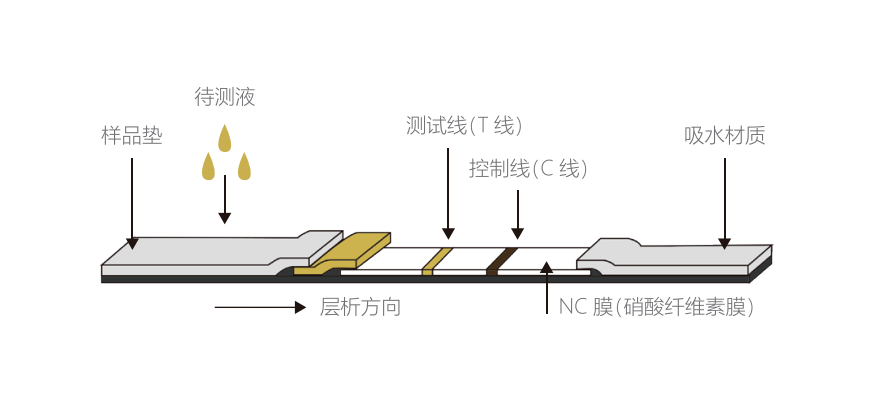 待测液
样品垫
测试线(T 线)
吸水材质
控制线(C 线)
层析方向
NC 膜(硝酸纤维素膜)